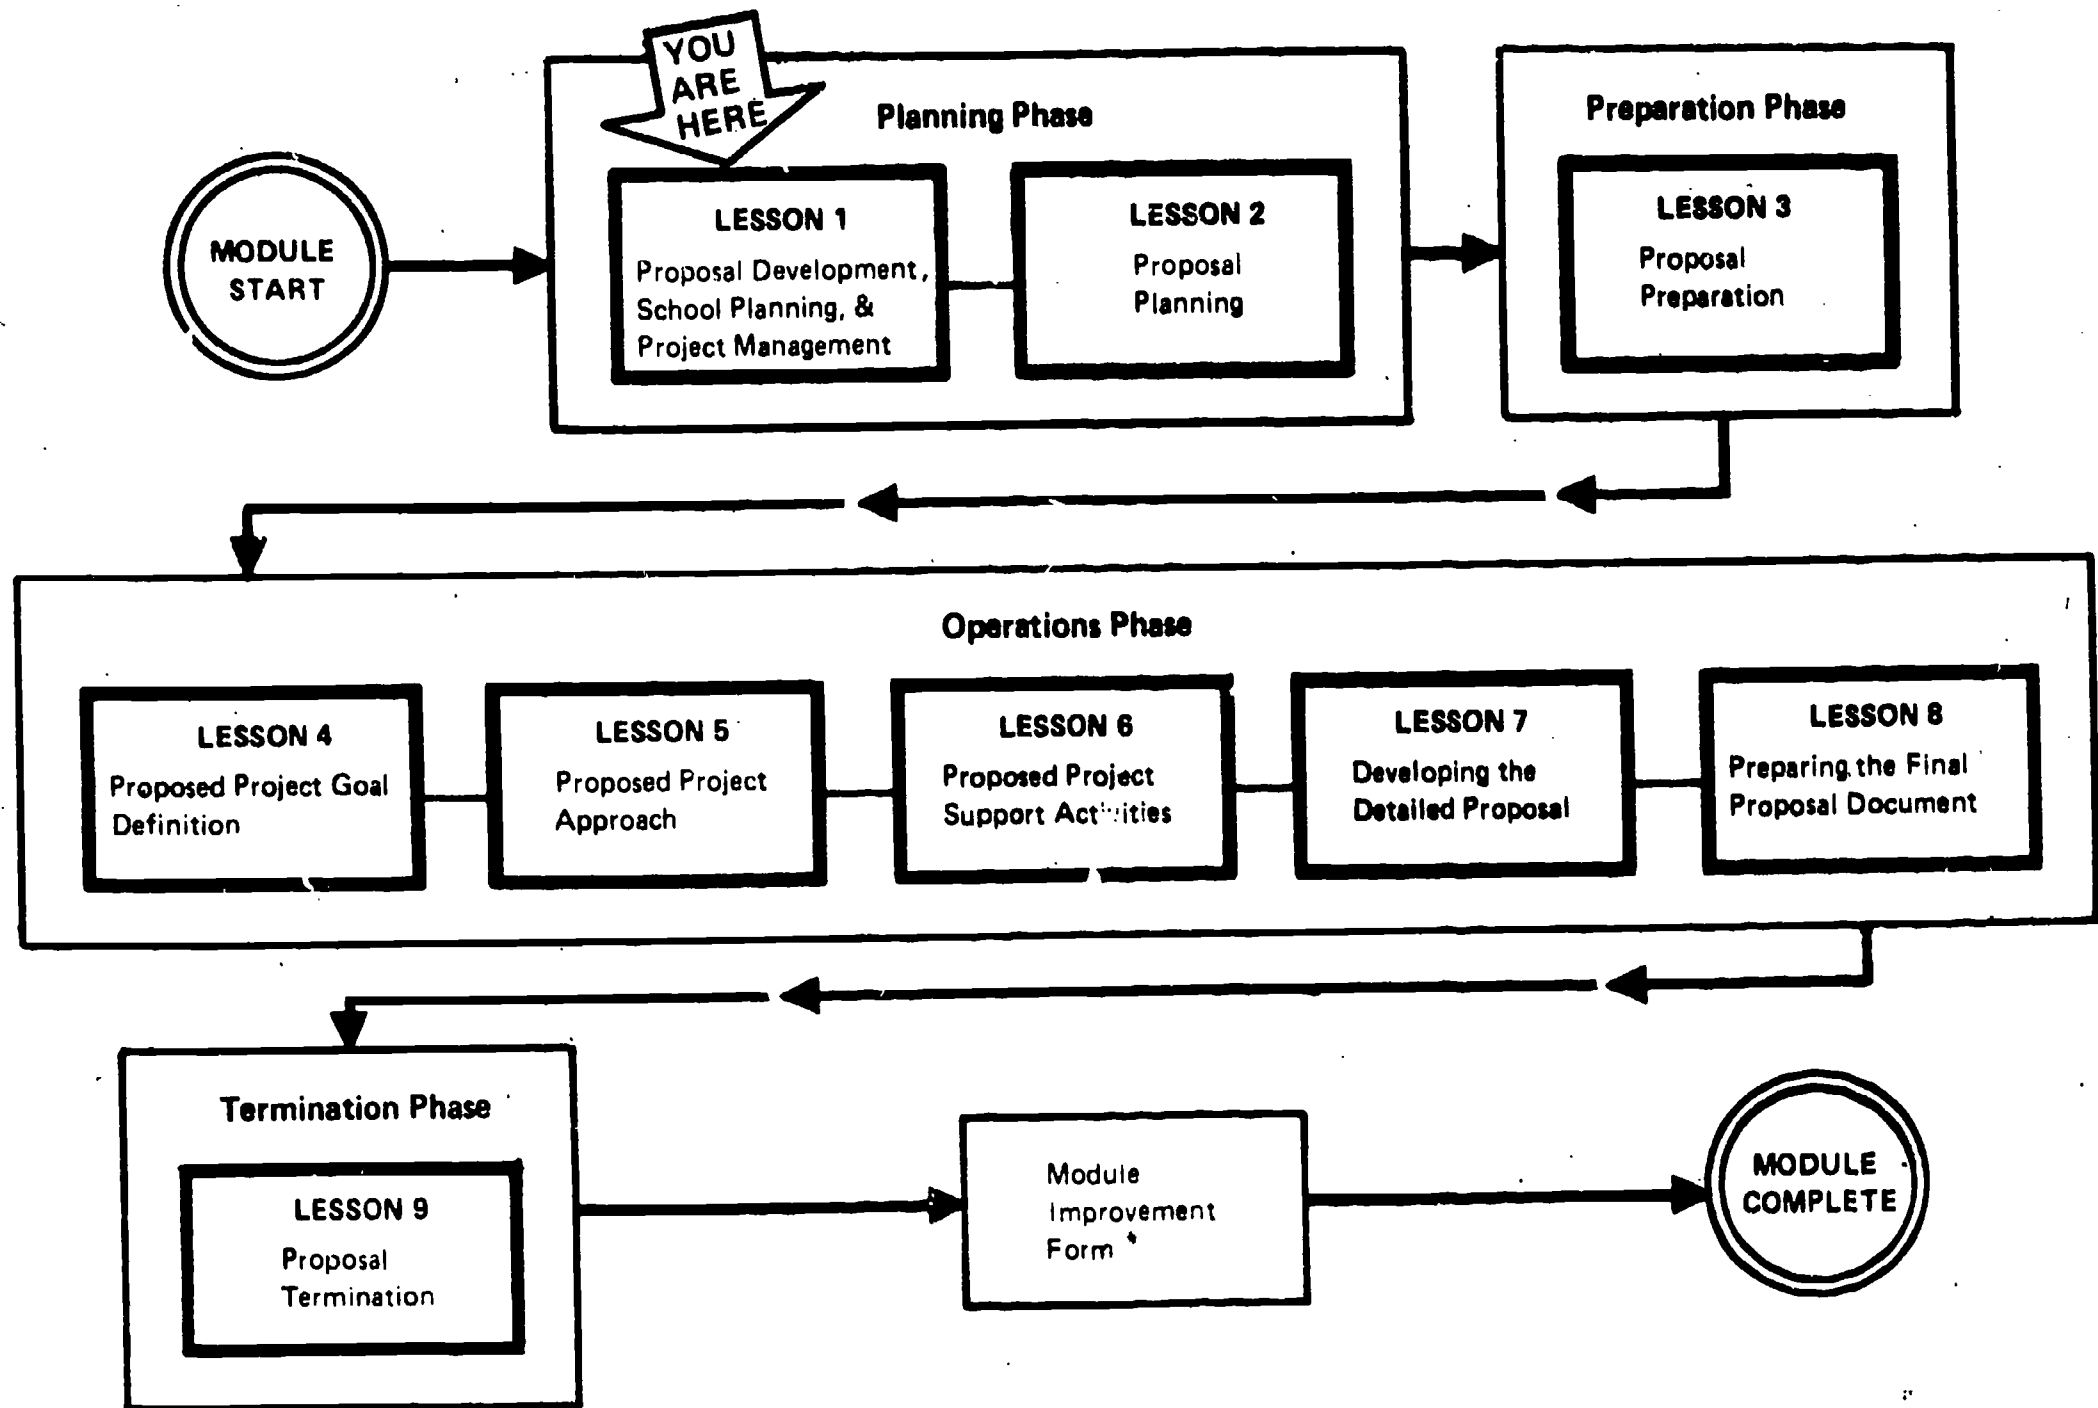 YOU
ARE
HERE
Planning Phase
Preparation Phase
MODULE
START
LESSON 1
Proposal Development,
School Planning, &
Project Management
LESSON 2
Proposal
Planning
LESSON 3
Proposal
Preparation
Operations Phase
LESSON 4
Proposed Project Goal
Definition
LESSON 5
Proposed Project
Approach
LESSON 6
Proposed Project
Support Activities
LESSON 7
Developing the
Detailed Proposal
LESSON 8
Preparing the Final
Proposal Document
Termination Phase
LESSON 9
Proposal
Termination
Module
Improvement
Form *
MODULE
COMPLETE